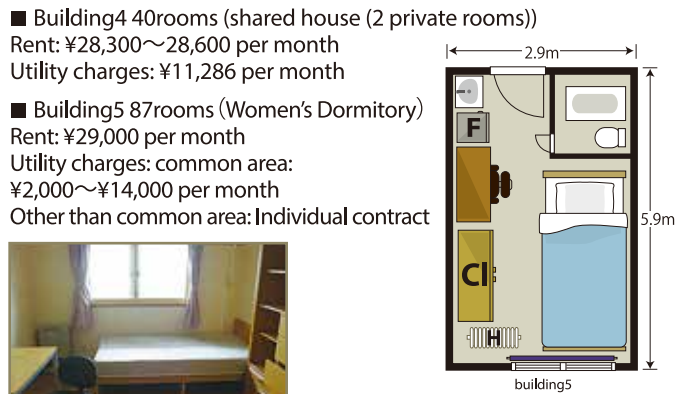 ■ Building4 40rooms (shared house (2 private rooms))
Rent: ¥28,300～28,600 per month
Utility charges: ¥11,286 per month
■ Building5 87rooms（Women's Dormitory）
Rent: ¥29,000 per month
Utility charges: common area:
¥2,000～¥14,000 per month
Other than common area: Individual contract
2.9m
F
5.9m
Cl
H
building5